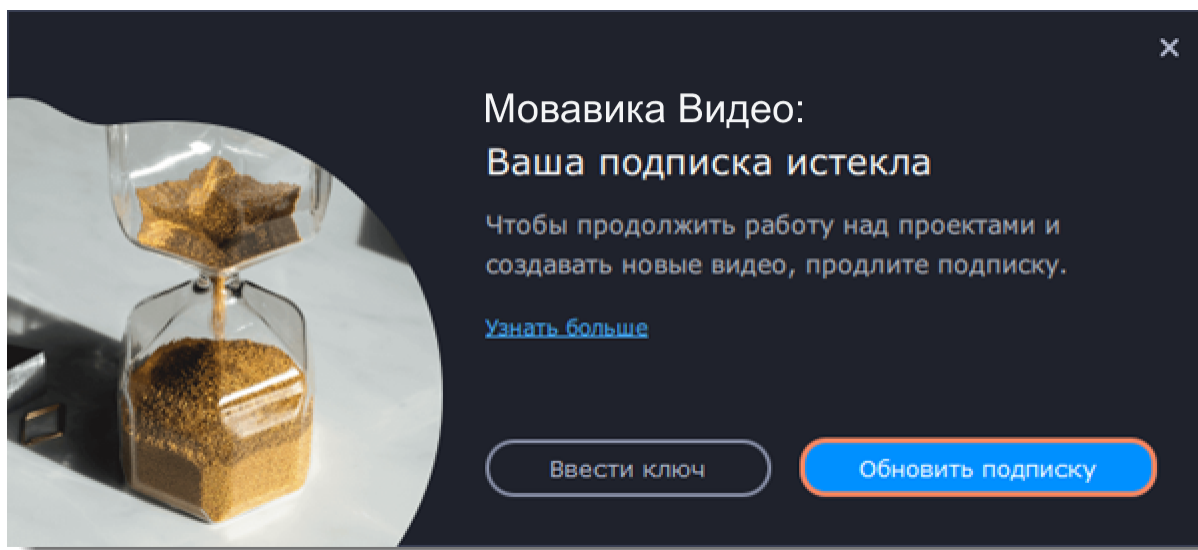 Мовавика Видео:
Ваша подписка истекла
Чтобы продолжить работу над проектами и
создавать новые видео, продлите подписку.
Узнать больше
Ввести ключ
Обновить подписку